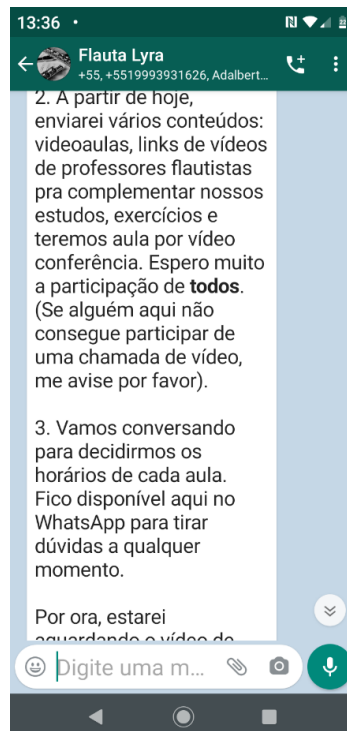 13:36
Flauta Lyra
+55, +5519993931626, Adalbert...
2. A partir de hoje,
enviarei vários conteúdos:
videoaulas, links de vídeos
de professores flautistas
pra complementar nossos
estudos, exercícios e
teremos aula por vídeo
conferência. Espero muito
a participação de todos.
(Se alguém aqui não
consegue participar de
uma chamada de vídeo,
me avise por favor).
3. Vamos conversando
para decidirmos os
horários de cada aula.
Fico disponível aqui no
WhatsApp para tirar
dúvidas a qualquer
momento.
Por ora, estarei
aguardando o vídeo de
Digite uma m...